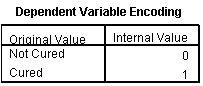 Dependent Variable Encoding
Original Value Internal Value
Not Cured 0
Cured 1